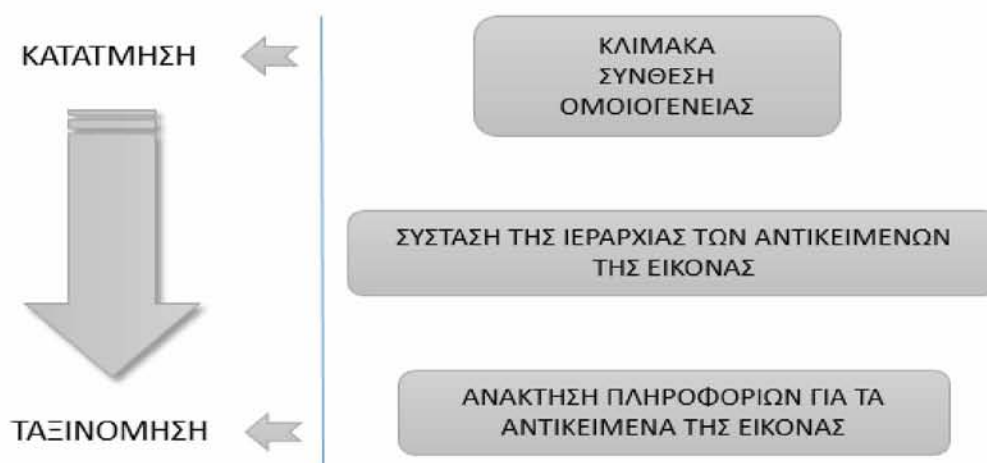 ΚΑΤΑΤΜΗΣΗ
ΚΛΙΜΑΚΑ
ΣΥΝΘΕΣΗ
ΟΜΟΙΟΓΕΝΕΙΑΣ
ΣΥΣΤΑΣΗ ΤΗΣ ΙΕΡΑΡΧΙΑΣ ΤΩΝ ΑΝΤΙΚΕΙΜΕΝΩΝ
ΤΗΣ ΕΙΚΟΝΑΣ
ΤΑΞΙΝΟΜΗΣΗ
ΑΝΑΚΤΗΣΗ ΠΛΗΡΟΦΟΡΙΩΝ ΓΙΑ ΤΑ
ΑΝΤΙΚΕΙΜΕΝΑ ΤΗΣ ΕΙΚΟΝΑΣ